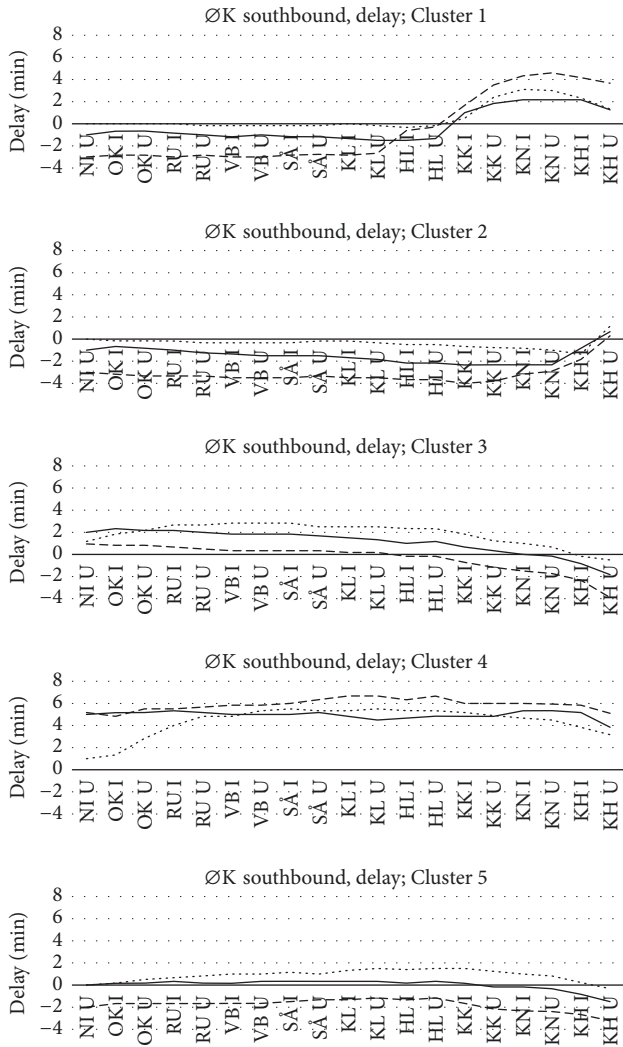 ØK southbound, delay; Cluster 1
Delay (min)
8
6
4
2
0
−2
−4
NI U
OK I
OK U
RU I
RU U
VB I
VB U
SÅ I
SÅ U
KL I
KL U
HL I
HL U
KK I
KK U
KN I
KN U
KH I
KH U
ØK southbound, delay; Cluster 2
Delay (min)
8
6
4
2
0
−2
−4
NI U
OK I
OK U
RU I
RU U
VB I
VB U
SÅ I
SÅ U
KL I
KL U
HL I
HL U
KK I
KK U
KN I
KN U
KH I
KH U
ØK southbound, delay; Cluster 3
Delay (min)
8
6
4
2
0
−2
−4
NI U
OK I
OK U
RU I
RU U
VB I
VB U
SÅ I
SÅ U
KL I
KL U
HL I
HL U
KK I
KK U
KN I
KN U
KH I
KH U
ØK southbound, delay; Cluster 4
Delay (min)
8
6
4
2
0
−2
−4
NI U
OK I
OK U
RU I
RU U
VB I
VB U
SÅ I
SÅ U
KL I
KL U
HL I
HL U
KK I
KK U
KN I
KN U
KH I
KH U
ØK southbound, delay; Cluster 5
Delay (min)
8
6
4
2
0
−2
−4
NI U
OK I
OK U
RU I
RU U
VB I
VB U
SÅ I
SÅ U
KL I
KL U
HL I
HL U
KK I
KK U
KN I
KN U
KH I
KH U